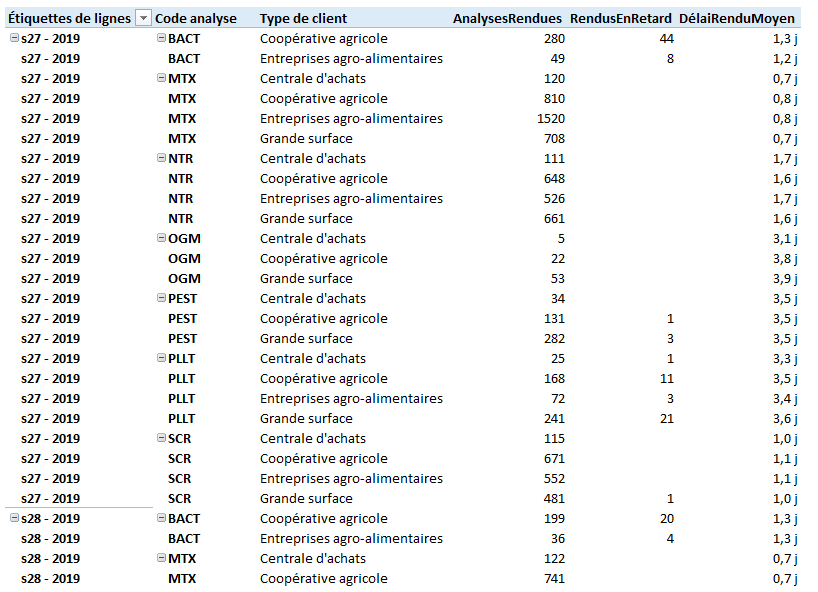 Étiquettes de lignes Code analyse Type de client AnalysesRendues RendusEnRetard DélaiRenduMoyen
s27 - 2019 BACT Coopérative agricole 280 44 1,3 j
s27 - 2019 BACT Entreprises agro-alimentaires 49 8 1,2 j
s27 - 2019 MTX Centrale d'achats 120 0,7 j
s27 - 2019 MTX Coopérative agricole 810 0,8 j
s27 - 2019 MTX Entreprises agro-alimentaires 1520 0,8 j
s27 - 2019 MTX Grande surface 708 0,7 j
s27 - 2019 NTR Centrale d'achats 111 1,7 j
s27 - 2019 NTR Coopérative agricole 648 1,6 j
s27 - 2019 NTR Entreprises agro-alimentaires 526 1,7 j
s27 - 2019 NTR Grande surface 661 1,6 j
s27 - 2019 OGM Centrale d'achats 5 3,1 j
s27 - 2019 OGM Coopérative agricole 22 3,8 j
s27 - 2019 OGM Grande surface 53 3,9 j
s27 - 2019 PEST Centrale d'achats 34 3,5 j
s27 - 2019 PEST Coopérative agricole 131 1 3,5 j
s27 - 2019 PEST Grande surface 282 3 3,5 j
s27 - 2019 PLLT Centrale d'achats 25 1 3,3 j
s27 - 2019 PLLT Coopérative agricole 168 11 3,5 j
s27 - 2019 PLLT Entreprises agro-alimentaires 72 3 3,4 j
s27 - 2019 PLLT Grande surface 241 21 3,6 j
s27 - 2019 SCR Centrale d'achats 115 1,0 j
s27 - 2019 SCR Coopérative agricole 671 1,1 j
s27 - 2019 SCR Entreprises agro-alimentaires 552 1,1 j
s27 - 2019 SCR Grande surface 481 1 1,0 j
s28 - 2019 BACT Coopérative agricole 199 20 1,3 j
s28 - 2019 BACT Entreprises agro-alimentaires 36 4 1,3 j
s28 - 2019 MTX Centrale d'achats 122 0,7 j
s28 - 2019 MTX Coopérative agricole 741 0,7 j